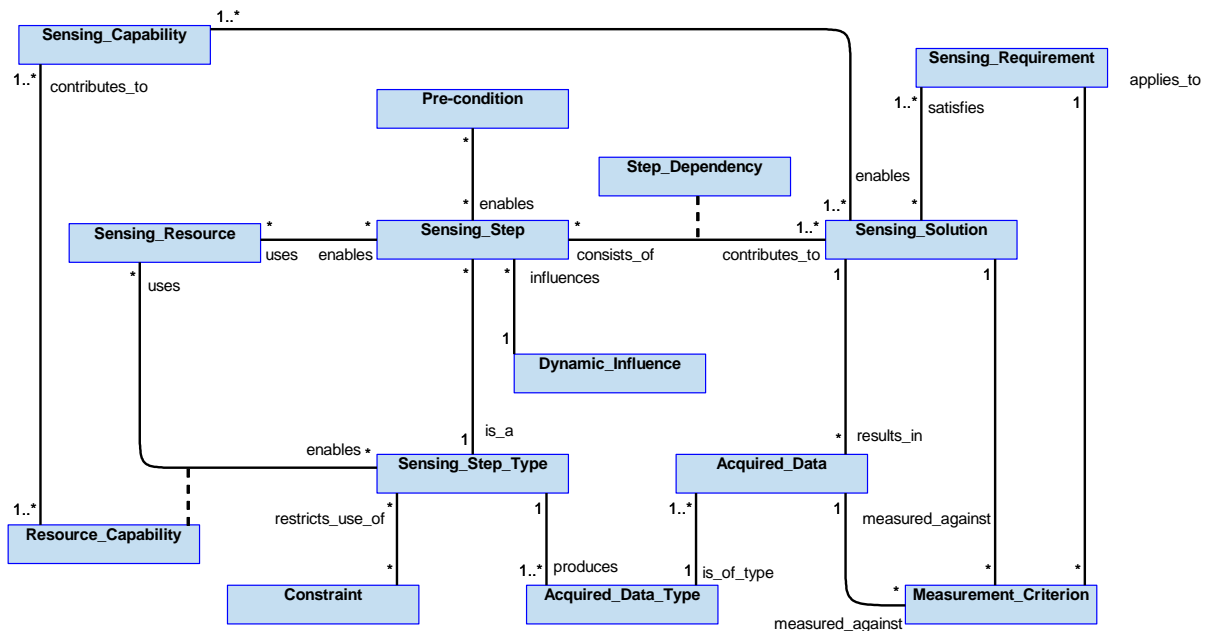 1..*
Sensing_Capability
Sensing_Requirement
1..*
contributes_to
applies_to
Pre-condition
1..*
satisfies
1
*
Step_Dependency
enables
*
enables
1..*
*
Sensing_Resource
*
*
Sensing_Step
*
1..*
Sensing_Solution
uses
enables
consists_of
contributes_to
*
uses
*
*
influences
1
1
1
Dynamic_Influence
is_a
1
enables
*
*
results_in
Sensing_Step_Type
Acquired_Data
1..*
restricts_use_of
*
1
1..*
1
measured_against
Resource_Capability
*
1..*
produces
1
is_of_type
*
*
Constraint
Acquired_Data_Type
*
Measurement_Criterion
measured_against